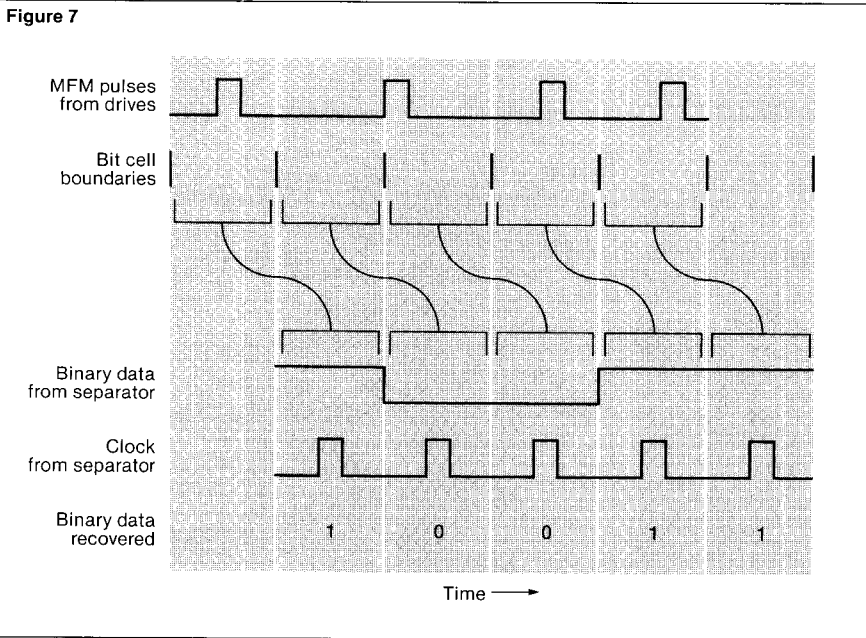 Figure 7
MFM pulses
from drives
Bit cell
boundaries
Binary data
from separator
Clock
from separator
Binary data
recovered
1 0 0 1 1
Time